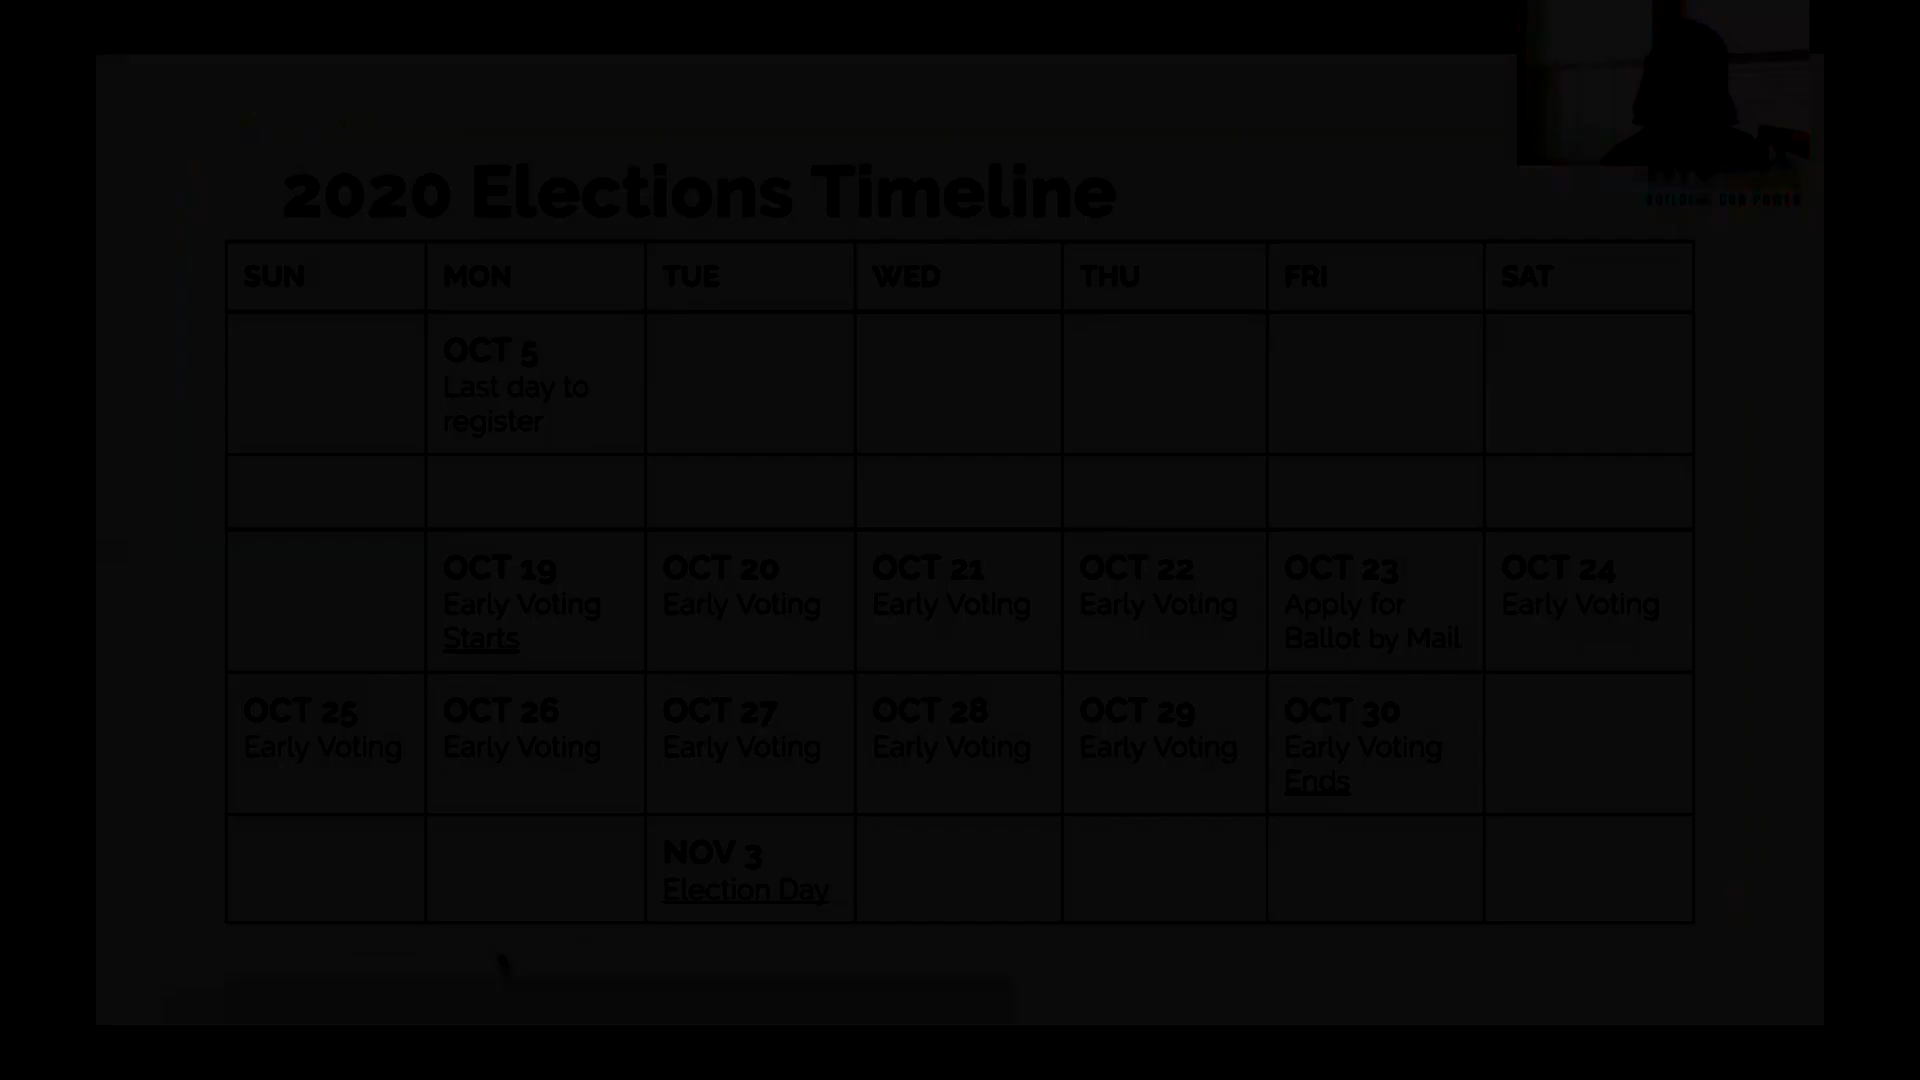 2020 Elections Timeline
SUN MON TUE WED THU FRI SAT
OCT 5
Last day to
register
OCT 19 OCT 20 OCT 21 OCT 22 OCT 23 OCT 24
Early Voting Early Voting Early Voting Early Voting Apply for Early Voting
Starts Ballot by Mail
OCT 25 OCT 26 OCT 27 OCT 28 OCT 29 OCT 30
Early Voting Early Voting Early Voting Early Voting Early Voting Early Voting
Ends
NOV 3
Election Day
BUILDING OUR POWER